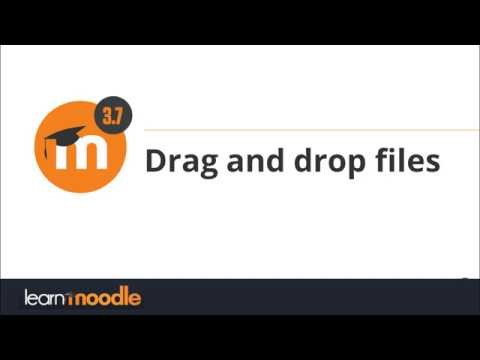 3.7
m
Drag and drop files
learn moodle